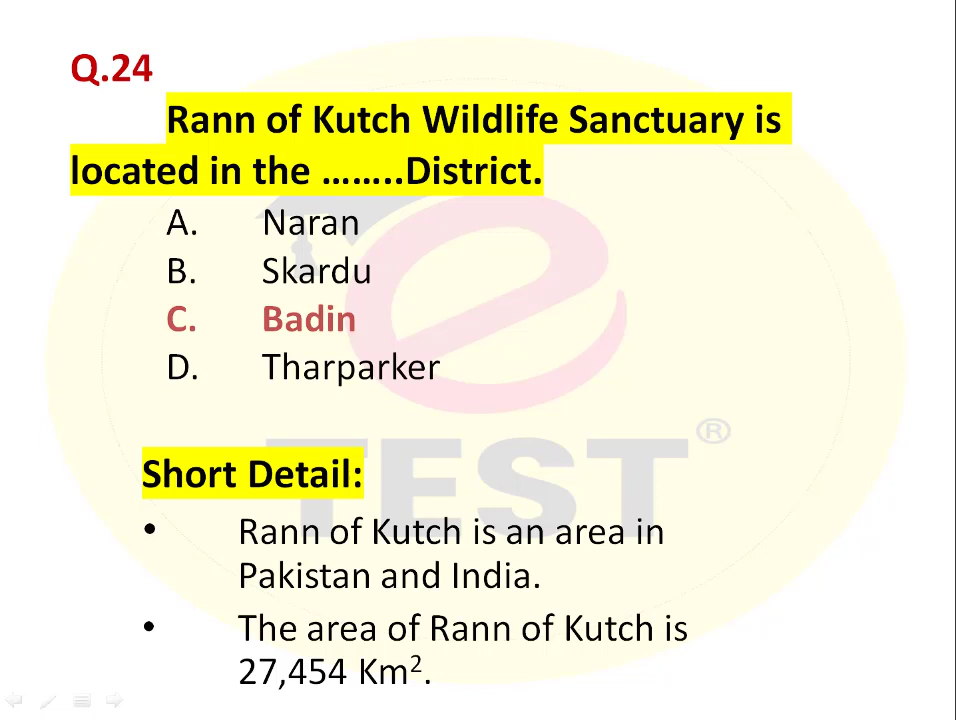 Q.24
Rann of Kutch Wildlife Sanctuary is
located in the ……..District.
A. Naran
B. Skardu
C. Badin
D. Tharparker
Short Detail:
• Rann of Kutch is an area in
Pakistan and India.
• The area of Rann of Kutch is
27,454 Km².
e
TEST®